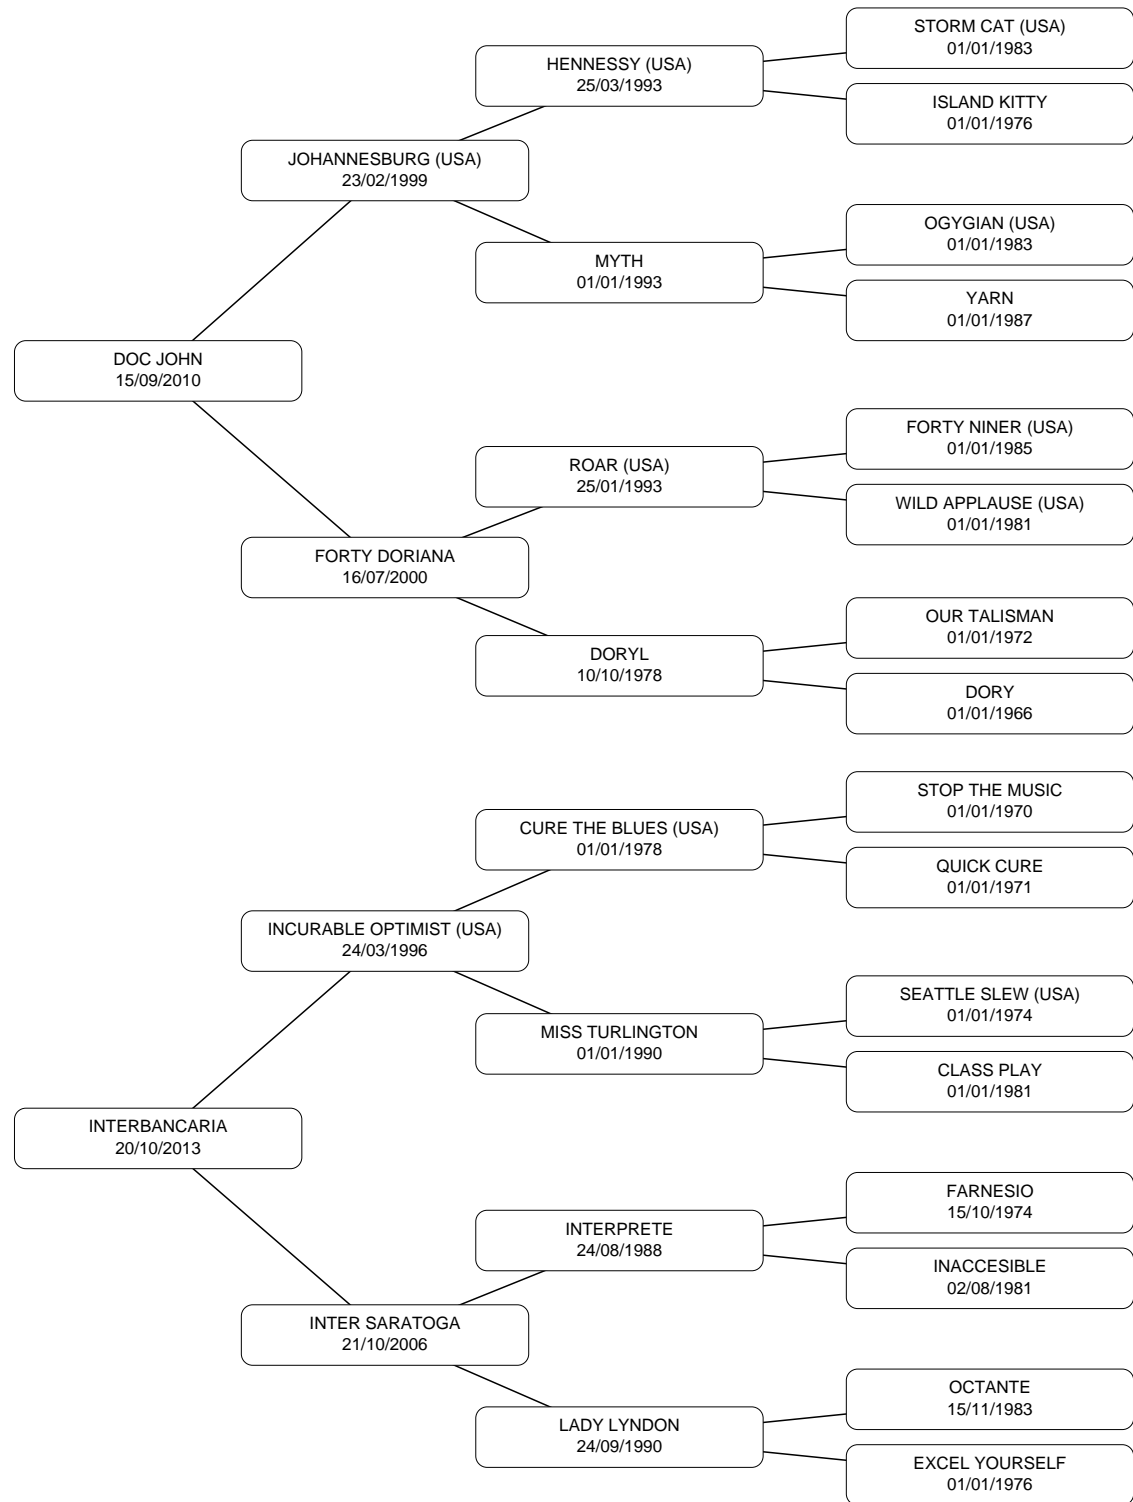 STORM CAT (USA)
01/01/1983
HENNESSY (USA)
25/03/1993
ISLAND KITTY
01/01/1976
JOHANNESBURG (USA)
23/02/1999
OGYGIAN (USA)
01/01/1983
MYTH
01/01/1993
YARN
01/01/1987
DOC JOHN
15/09/2010
FORTY NINER (USA)
01/01/1985
ROAR (USA)
25/01/1993
WILD APPLAUSE (USA)
01/01/1981
FORTY DORIANA
16/07/2000
OUR TALISMAN
01/01/1972
DORYL
10/10/1978
DORY
01/01/1966
STOP THE MUSIC
01/01/1970
CURE THE BLUES (USA)
01/01/1978
QUICK CURE
01/01/1971
INCURABLE OPTIMIST (USA)
24/03/1996
SEATTLE SLEW (USA)
01/01/1974
MISS TURLINGTON
01/01/1990
CLASS PLAY
01/01/1981
INTERBANCARIA
20/10/2013
FARNESIO
15/10/1974
INTERPRETE
24/08/1988
INACCESIBLE
02/08/1981
INTER SARATOGA
21/10/2006
OCTANTE
15/11/1983
LADY LYNDON
24/09/1990
EXCEL YOURSELF
01/01/1976